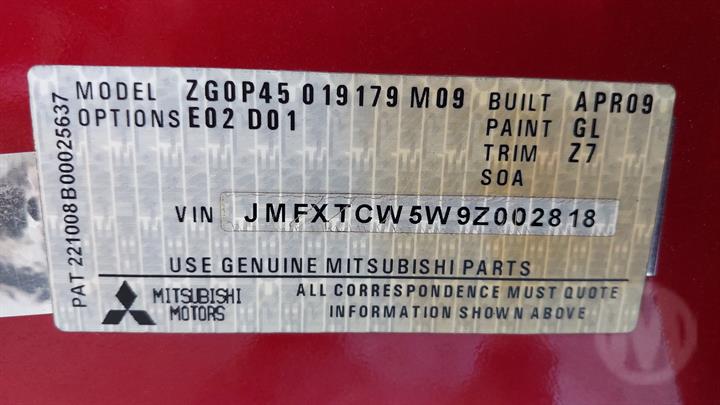 MODEL ZG0P45 019179 M09 BUILT APR09
OPTIONS E02 D01 PAINT GL
TRIM Z7
SOA
VIN JMFXTCW5W9Z002818
USE GENUINE MITSUBISHI PARTS
MITSUBISHI MOTORS
ALL CORRESPONDENCE MUST QUOTE
INFORMATION SHOWN ABOVE
PAT 221008B00025637
M